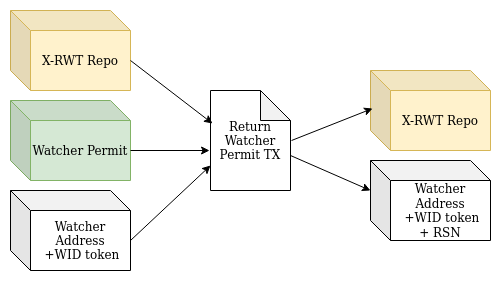 X-RWT Repo
Watcher Permit
Watcher
Address
+WID token
Return
Watcher
Permit TX
X-RWT Repo
Watcher
Address
+WID token
+ RSN